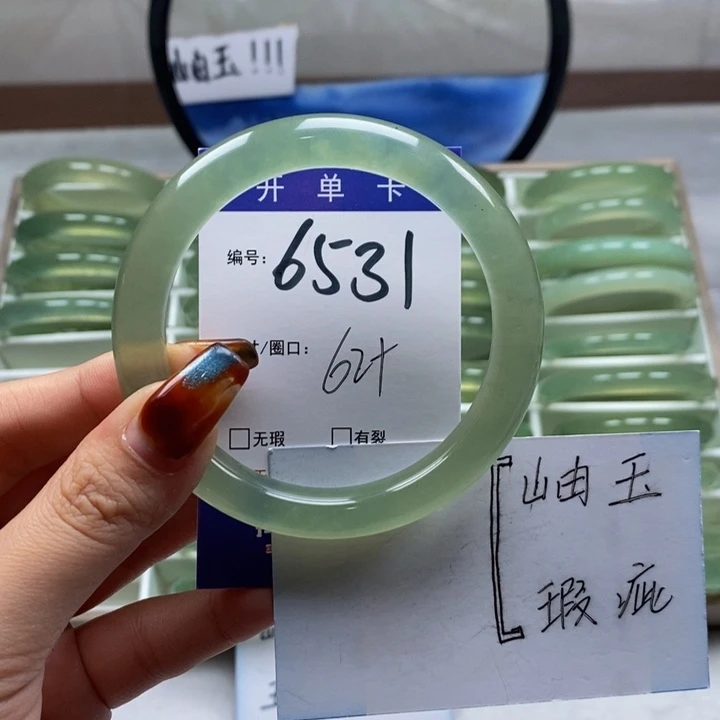 岫玉!!!
开单卡
编号: 6531
寸/圈口: 62+
□无瑕 □有裂
岫玉
瑕疵